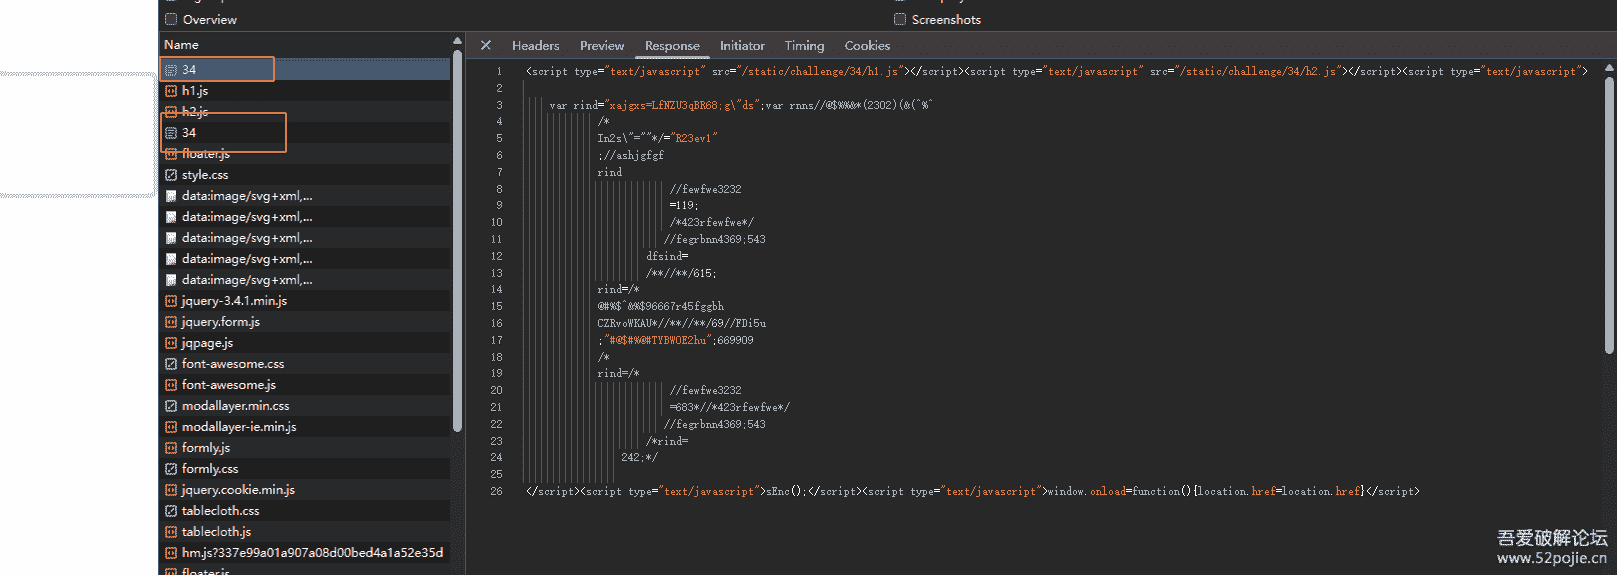 Overview
Screenshots
Name
Headers Preview Response Initiator Timing Cookies
34
h1.js
h2.js
34
floater.js
style.css
data:image/svg+xml,...
data:image/svg+xml,...
data:image/svg+xml,...
data:image/svg+xml,...
data:image/svg+xml,...
jquery-3.4.1.min.js
jquery.form.js
jqpage.js
font-awesome.css
font-awesome.js
modallayer.min.css
modallayer-ie.min.js
formly.js
formly.css
jquery.cookie.min.js
tablecloth.css
tablecloth.js
hm.js?337e99a01a907a08d00bed4a1a52e35d
floater.js
1 <script type="text/javascript" src="/static/challenge/34/h1.js"></script><script type="text/javascript" src="/static/challenge/34/h2.js"></script><script type="text/javascript">
2
3 var rind="xajgxs=LfNZU3qBR68;g\"ds";var rnns//@$%%&*(2302)(&(^%^
4 /*
5 In2s\"=""*/="R23ev1"
6 ;//ashjgfgf
7 rind
8 //fewfwe3232
9 =119;
10 /*423rfewfwe*/
11 //fegrbnn4369;543
12 dfsind=
13 /**//**/615;
14 rind=/*
15 @#%$^&%$96667r45fggbh
16 CZRvoWKAU*//**//**/69//FDi5u
17 ;"#@$#%@#TYBWOE2hu";669909
18 /*
19 rind=/*
20 //fewfwe3232
21 =683*//*423rfewfwe*/
22 //fegrbnn4369;543
23 /*rind=
24 242;*/
25
26 </script><script type="text/javascript">sEnc();</script><script type="text/javascript">window.onload=function(){location.href=location.href}</script>
吾爱破解论坛
www.52pojie.cn